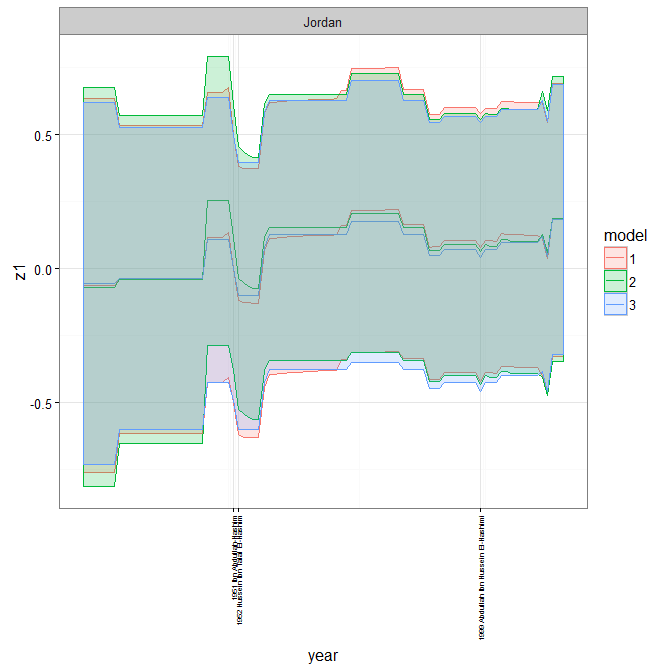 Jordan
0.5
0.0
-0.5
z1
model
1
2
3
1951 Ibn Abdullah-Hashimi
1952 Hussein Ibn Talal El-Hashimi
1999 Abdullah Ibn Hussein El-Hashimi
year